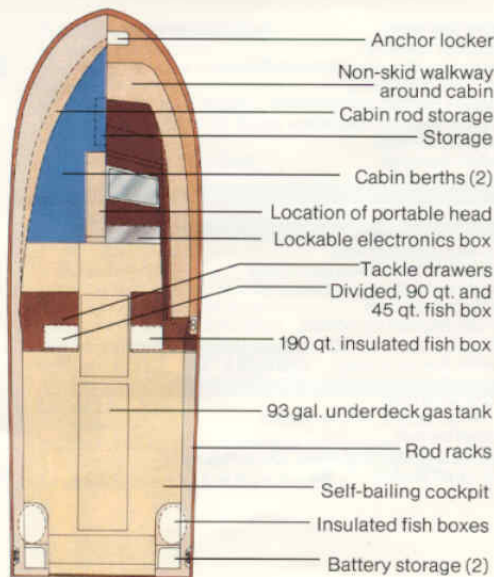 Anchor locker
Non-skid walkway
around cabin
Cabin rod storage
Storage
Cabin berths (2)
Location of portable head
Lockable electronics box
Tackle drawers
Divided, 90 qt. and
45 qt. fish box
190 qt. insulated fish box
93 gal. underdeck gas tank
Rod racks
Self-bailing cockpit
Insulated fish boxes
Battery storage (2)